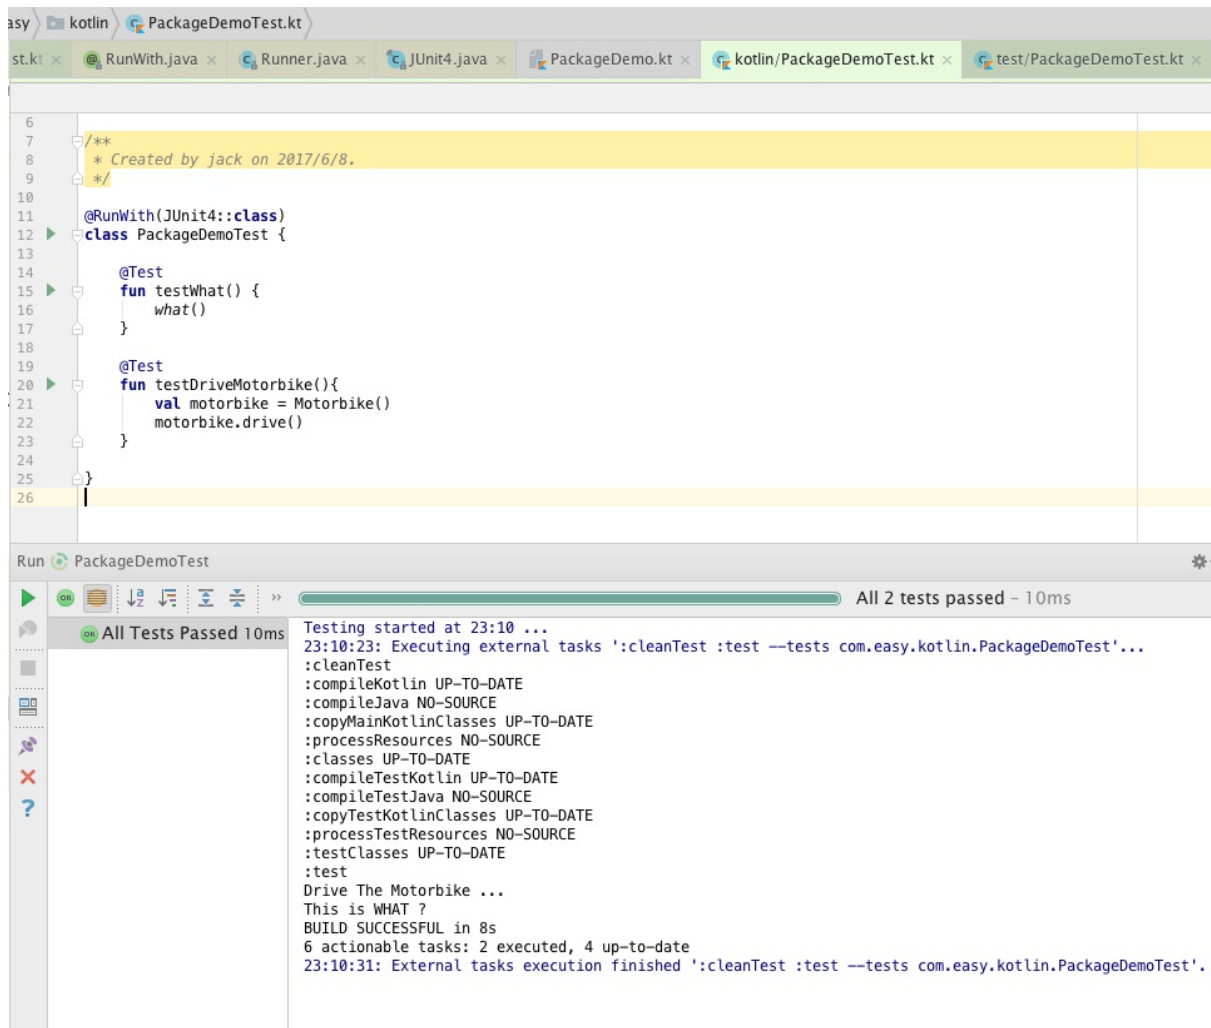 asy kotlin PackageDemoTest.kt
st.kt RunWith.java Runner.java JUnit4.java PackageDemo.kt kotlin/PackageDemoTest.kt test/PackageDemoTest.kt
6
7 /**
8 * Created by jack on 2017/6/8.
9 */
10
11 @RunWith(JUnit4::class)
12 class PackageDemoTest {
13
14 @Test
15 fun testWhat() {
16 what()
17 }
18
19 @Test
20 fun testDriveMotorbike(){
21 val motorbike = Motorbike()
22 motorbike.drive()
23 }
24
25 }
26
Run PackageDemoTest
All 2 tests passed – 10ms
OK All Tests Passed 10ms
Testing started at 23:10 ...
23:10:23: Executing external tasks ':cleanTest :test --tests com.easy.kotlin.PackageDemoTest'...
:cleanTest
:compileKotlin UP-TO-DATE
:compileJava NO-SOURCE
:copyMainKotlinClasses UP-TO-DATE
:processResources NO-SOURCE
:classes UP-TO-DATE
:compileTestKotlin UP-TO-DATE
:compileTestJava NO-SOURCE
:copyTestKotlinClasses UP-TO-DATE
:processTestResources NO-SOURCE
:testClasses UP-TO-DATE
:test
Drive The Motorbike ...
This is WHAT ?
BUILD SUCCESSFUL in 8s
6 actionable tasks: 2 executed, 4 up-to-date
23:10:31: External tasks execution finished ':cleanTest :test --tests com.easy.kotlin.PackageDemoTest'.